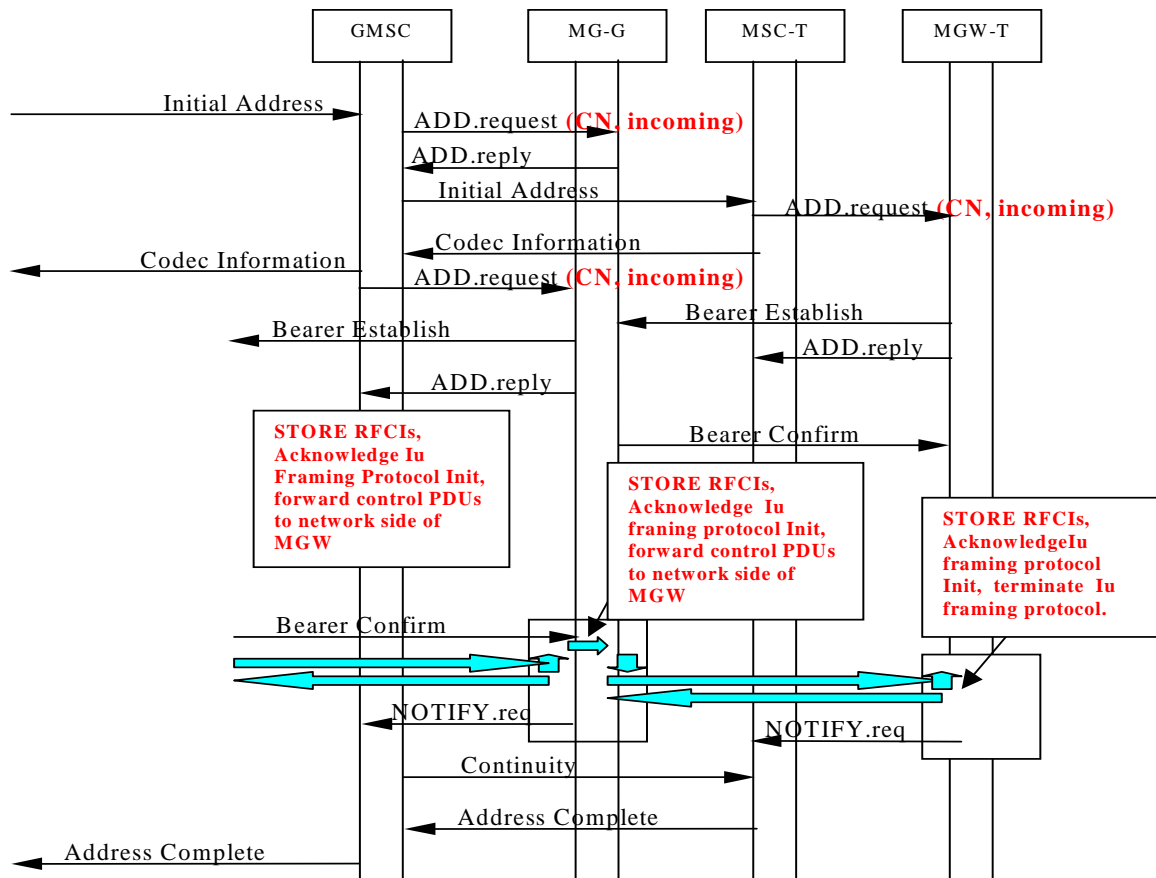 GMSC
MG-G
MSC-T
MGW-T
Initial Address
ADD.request (CN, incoming)
ADD.reply
Initial Address
ADD.request (CN, incoming)
Codec Information
Codec Information
ADD.request (CN, incoming)
Bearer Establish
Bearer Establish
ADD.reply
ADD.reply
STORE RFCIs,
Acknowledge Iu
Framing Protocol Init,
forward control PDUs
to network side of
MGW
Bearer Confirm
STORE RFCIs,
Acknowledge Iu
franing protocol Init,
forward control PDUs
to network side of
MGW
STORE RFCIs,
AcknowledgeIu
framing protocol
Init, terminate Iu
framing protocol.
Bearer Confirm
NOTIFY.req
NOTIFY.req
Continuity
Address Complete
Address Complete